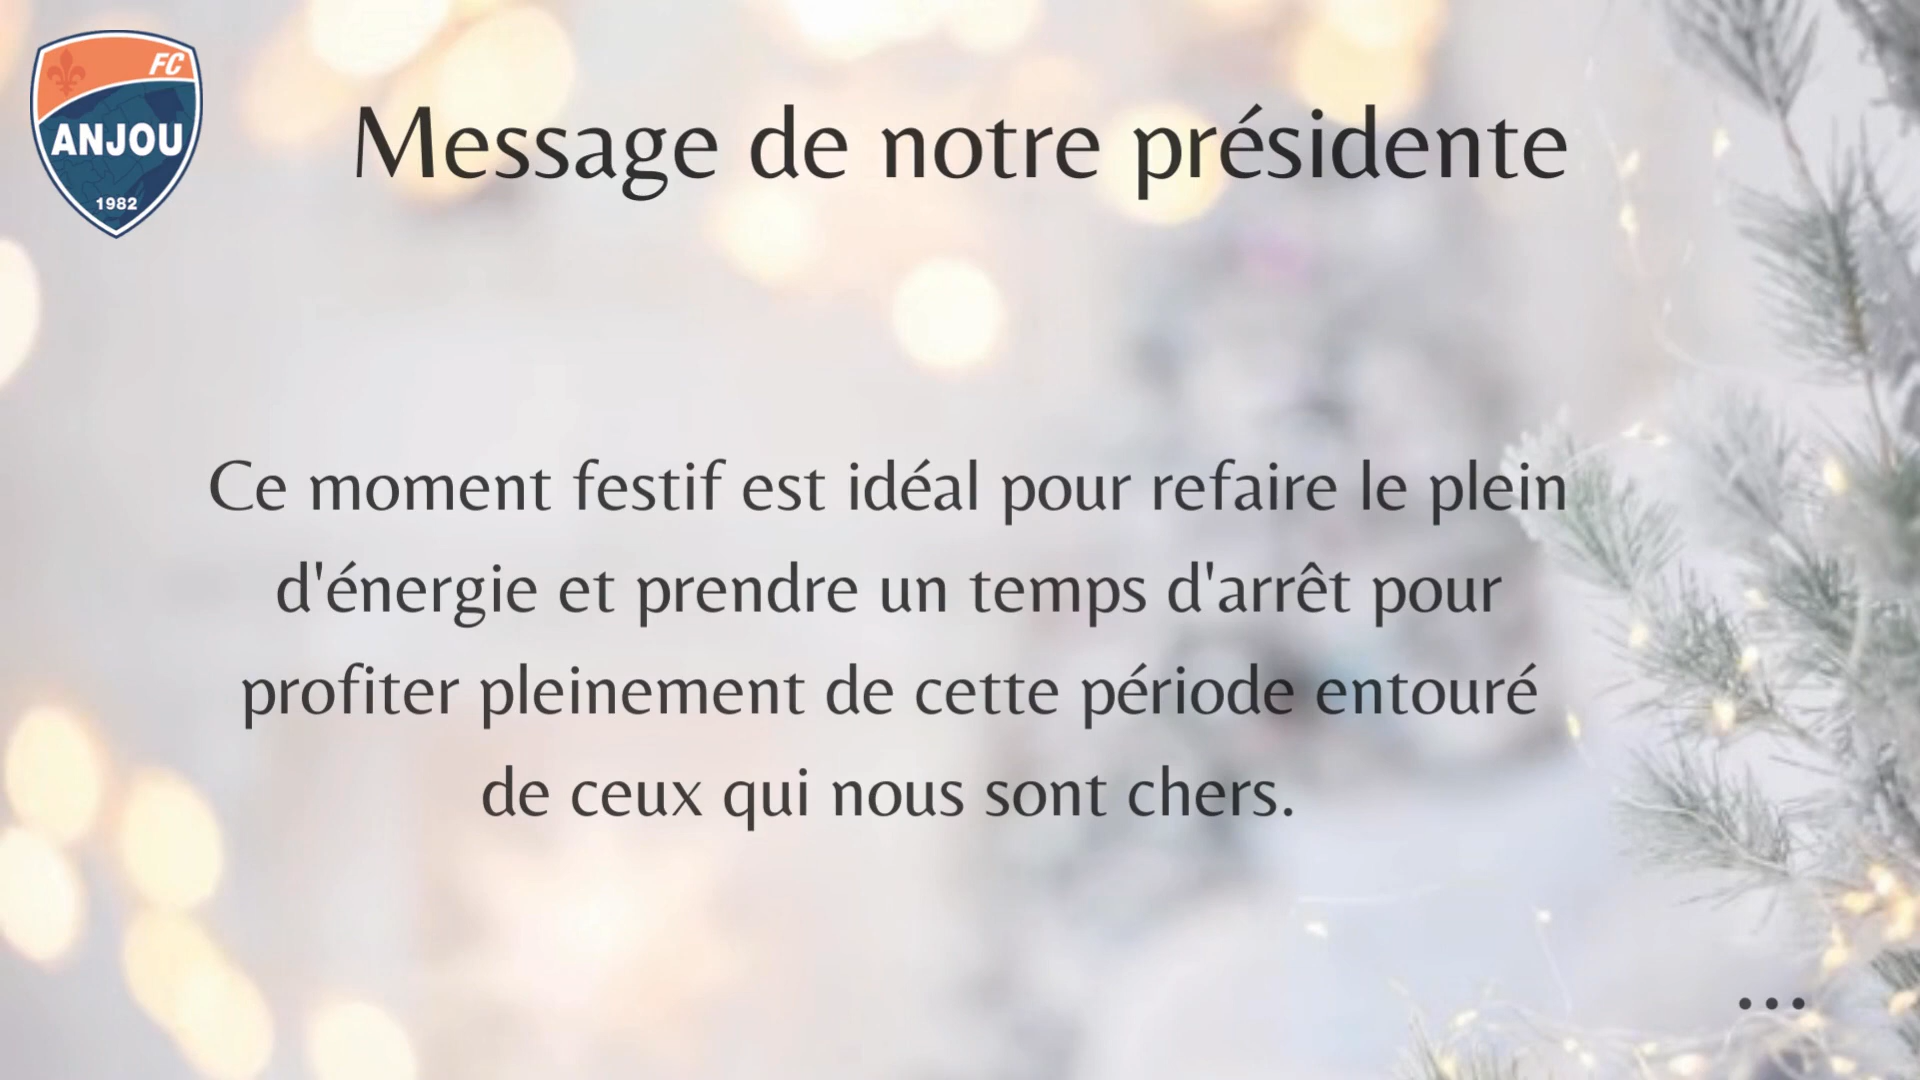 FC
ANJOU
1982
Message de notre présidente
Ce moment festif est idéal pour refaire le plein
d'énergie et prendre un temps d'arrêt pour
profiter pleinement de cette période entouré
de ceux qui nous sont chers.
...